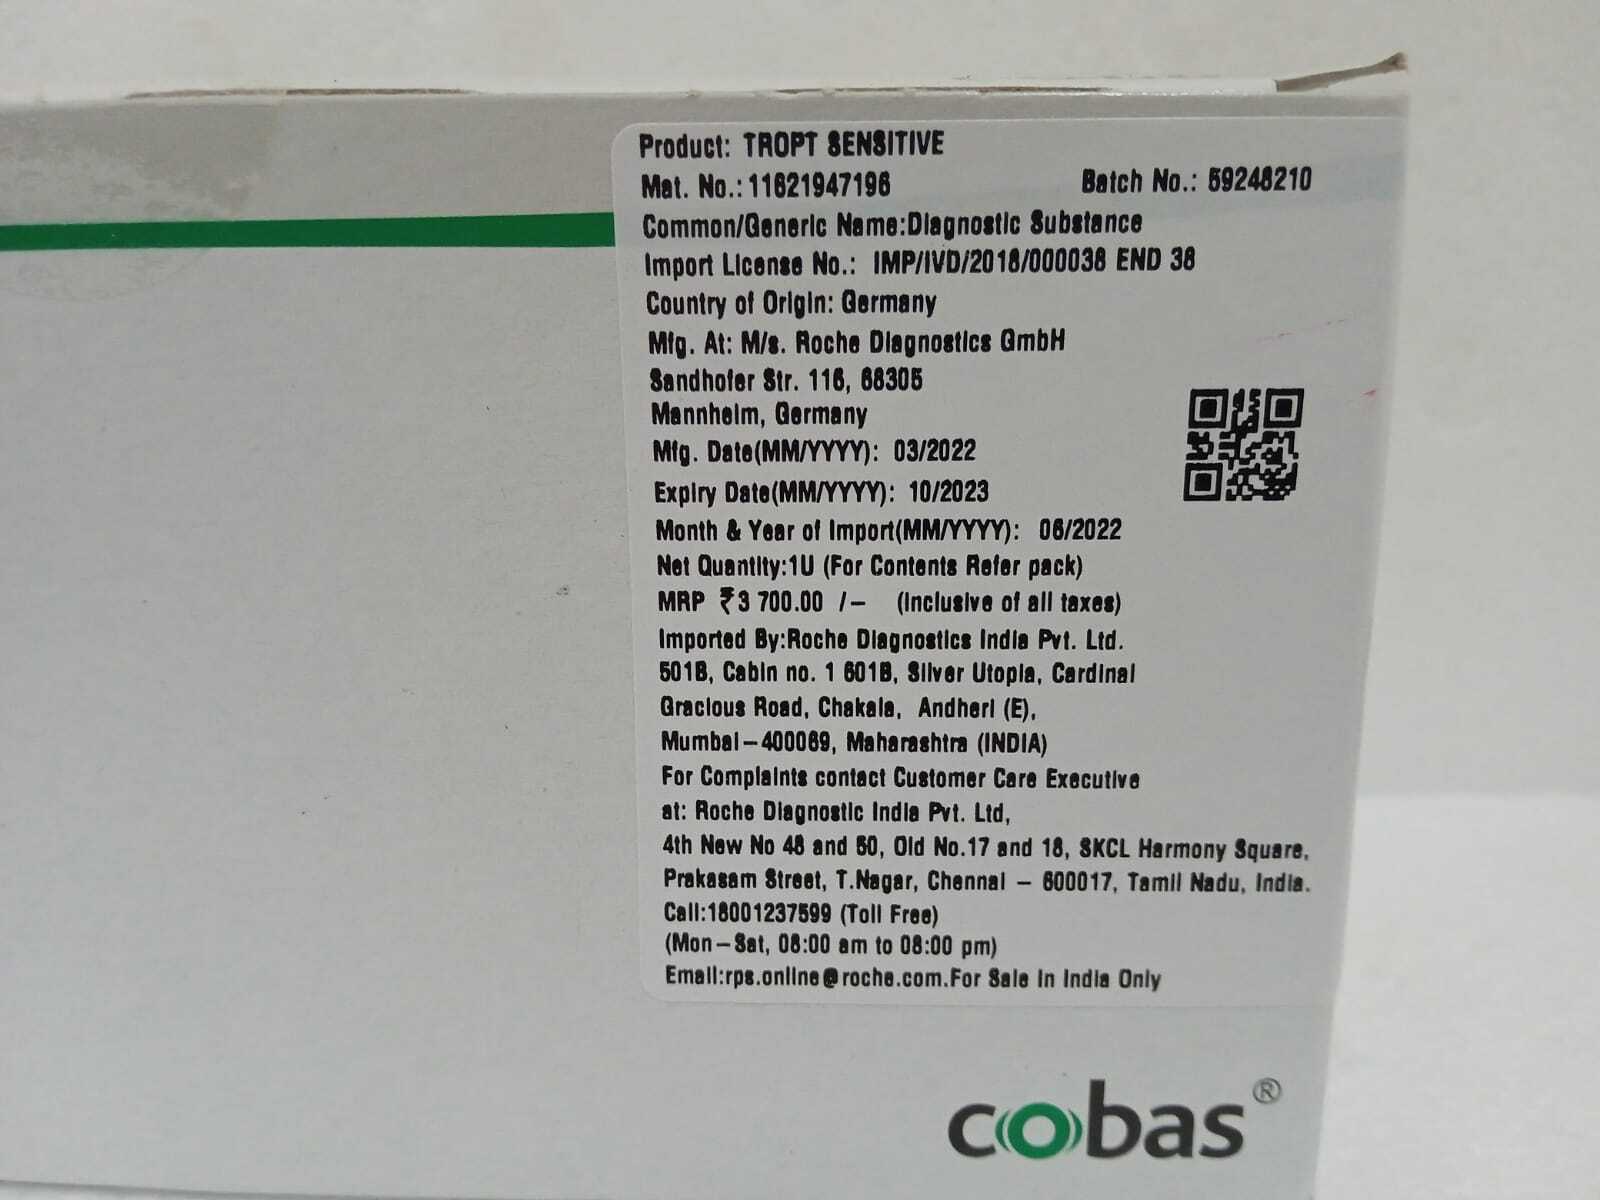 Product: TROPT SENSITIVE
Mat. No.: 11621947196 Batch No.: 59248210
Common/Generic Name:Diagnostic Substance
Import License No.: IMP/IVD/2018/000038 END 38
Country of Origin: Germany
Mfg. At: M/s. Roche Diagnostics GmbH
Sandhofer Str. 116, 68305
Mannheim, Germany
Mfg. Date(MM/YYYY): 03/2022
Expiry Date(MM/YYYY): 10/2023
Month & Year of Import(MM/YYYY): 06/2022
Net Quantity:1U (For Contents Refer pack)
MRP ₹3 700.00 /– (Inclusive of all taxes)
Imported By:Roche Diagnostics India Pvt. Ltd.
501B, Cabin no. 1 601B, Silver Utopia, Cardinal
Gracious Road, Chakala, Andheri (E),
Mumbai–400069, Maharashtra (INDIA)
For Complaints contact Customer Care Executive
at: Roche Diagnostic India Pvt. Ltd,
4th New No 48 and 50, Old No.17 and 18, SKCL Harmony Square,
Prakasam Street, T.Nagar, Chennai – 600017, Tamil Nadu, India.
Call:18001237599 (Toll Free)
(Mon–Sat, 08:00 am to 08:00 pm)
Email:rps.online@roche.com.For Sale in India Only
cobas®